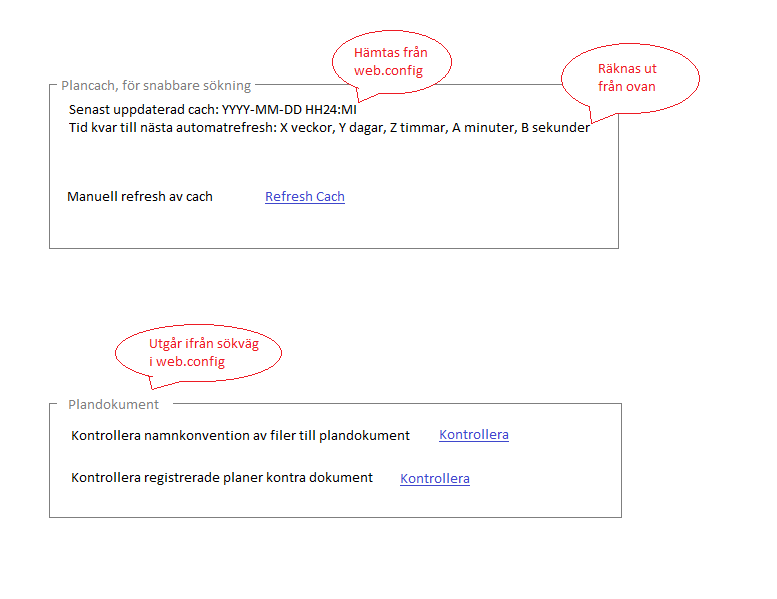 Hämtas från
web.config
Räknas ut
från ovan
Plancach, för snabbare sökning
Senast uppdaterad cach: YYYY-MM-DD HH24:MI
Tid kvar till nästa automatrefresh: X veckor, Y dagar, Z timmar, A minuter, B sekunder
Manuell refresh av cach Refresh Cach
Utgår ifrån sökväg
i web.config
Plandokument
Kontrollera namnkonvention av filer till plandokument Kontrollera
Kontrollera registrerade planer kontra dokument Kontrollera